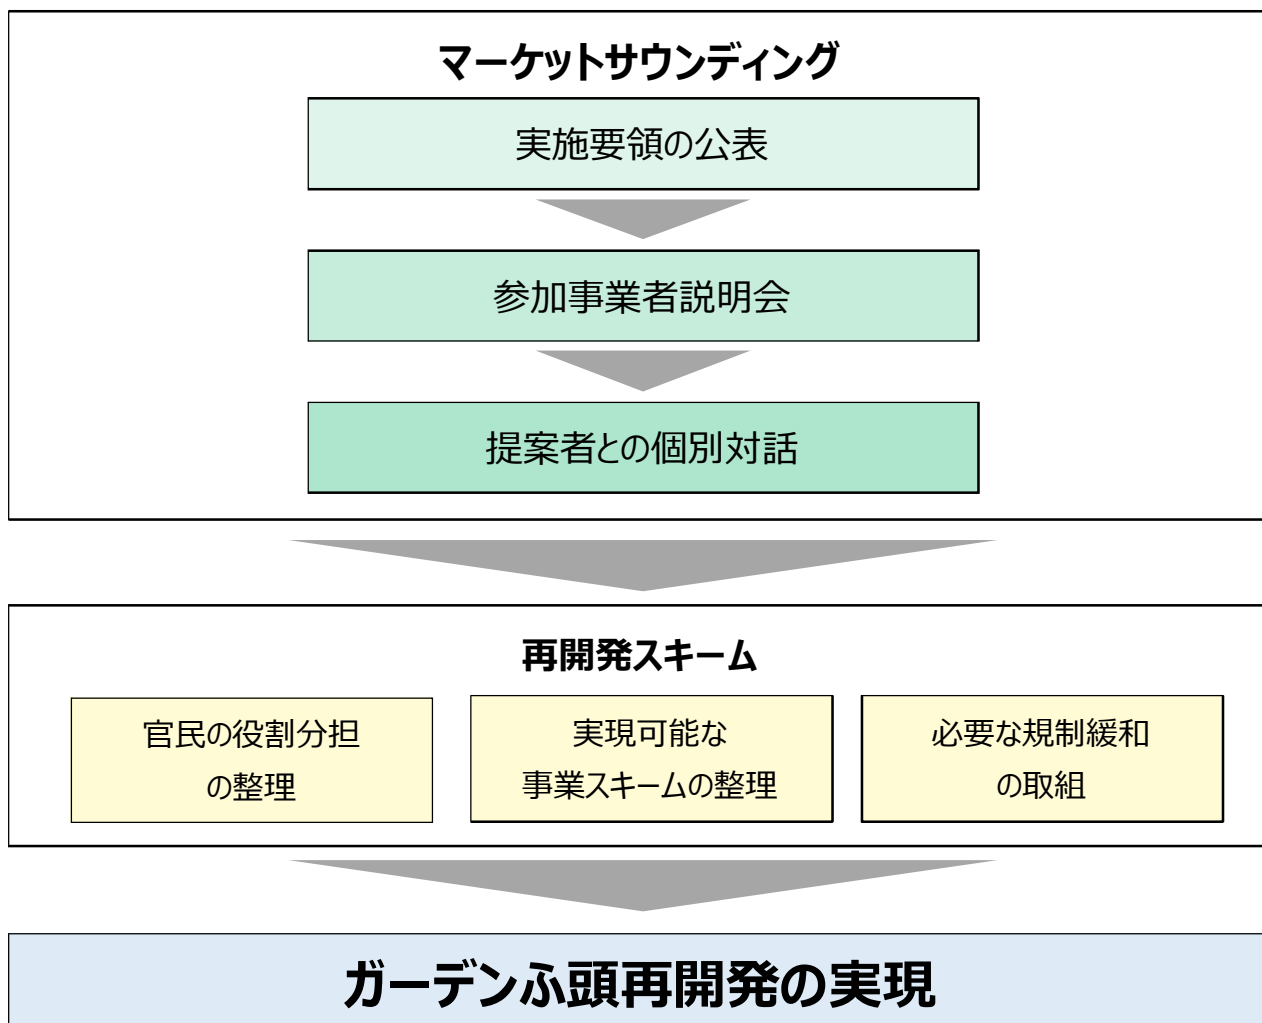 マーケットサウンディング
実施要領の公表
参加事業者説明会
提案者との個別対話
再開発スキーム
官民の役割分担
の整理
実現可能な
事業スキームの整理
必要な規制緩和
の取組
ガーデンふ頭再開発の実現